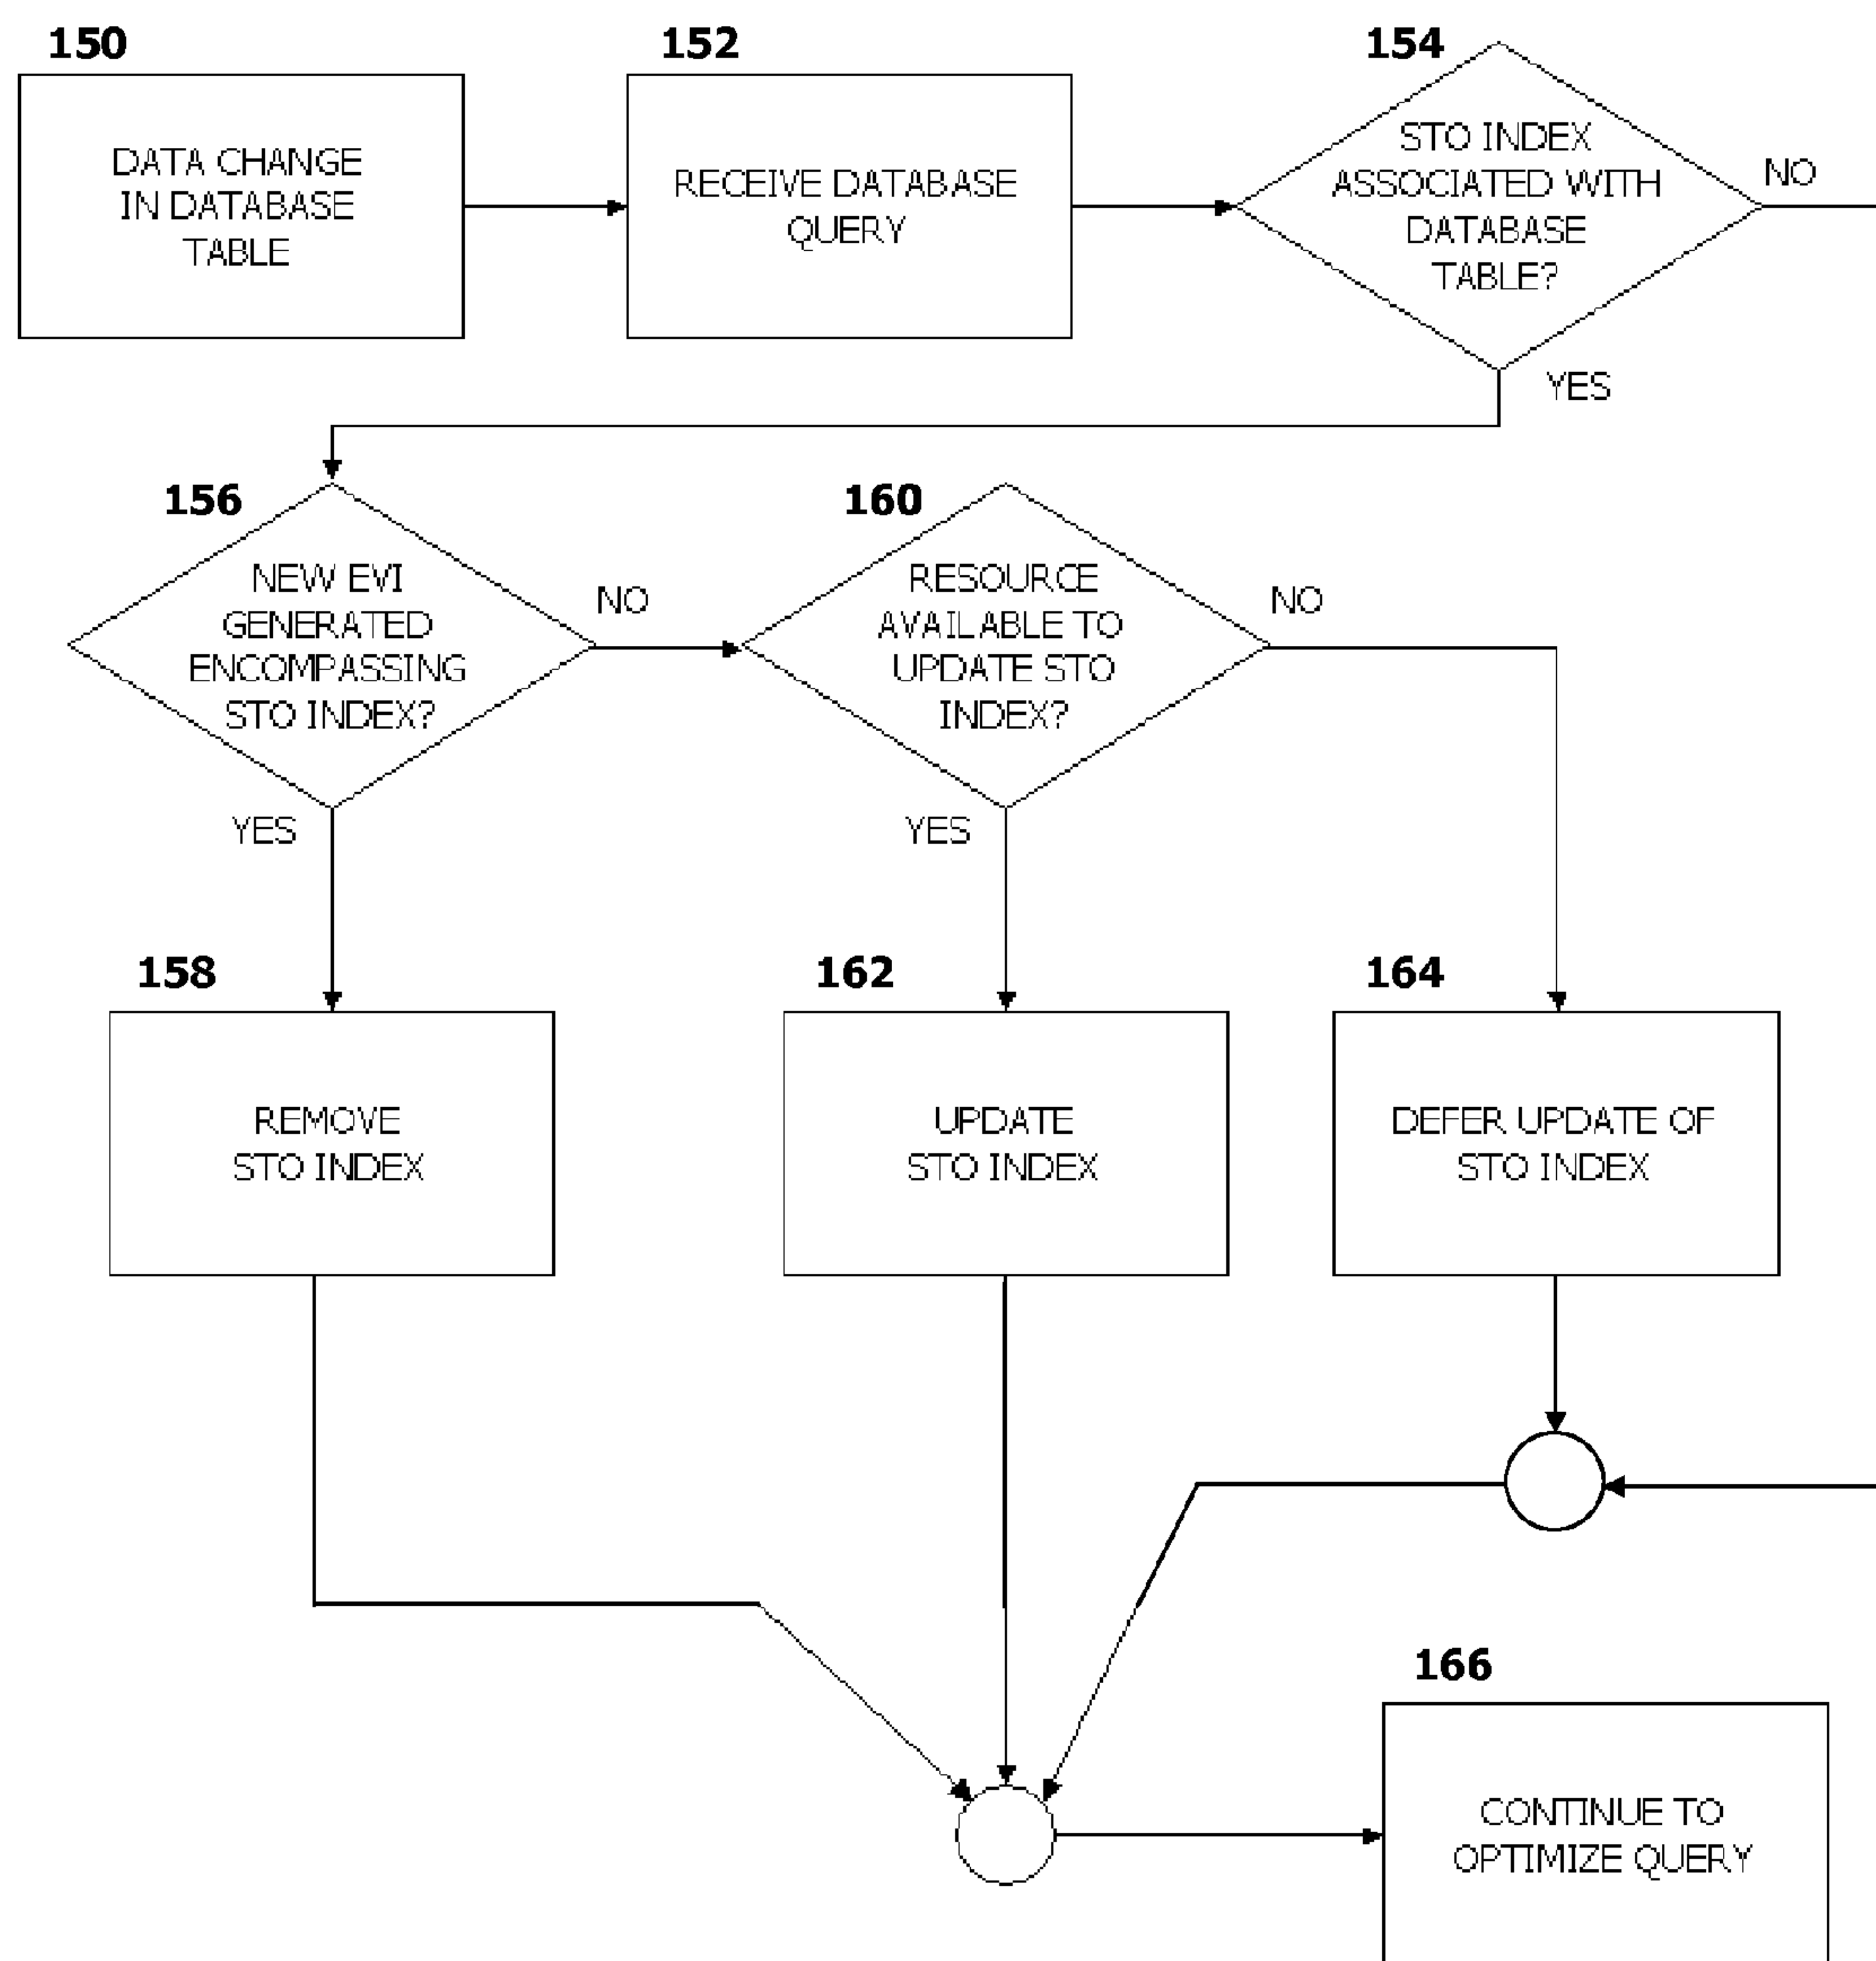 150
DATA CHANGE
IN DATABASE
TABLE
152
RECEIVE DATABASE
QUERY
154
STO INDEX
ASSOCIATED WITH
DATABASE
TABLE?
NO
YES
156
NEW EVI
GENERATED
ENCOMPASSING
STO INDEX?
NO
YES
160
RESOURCE
AVAILABLE TO
UPDATE STO
INDEX?
NO
YES
158
REMOVE
STO INDEX
162
UPDATE
STO INDEX
164
DEFER UPDATE OF
STO INDEX
166
CONTINUE TO
OPTIMIZE QUERY